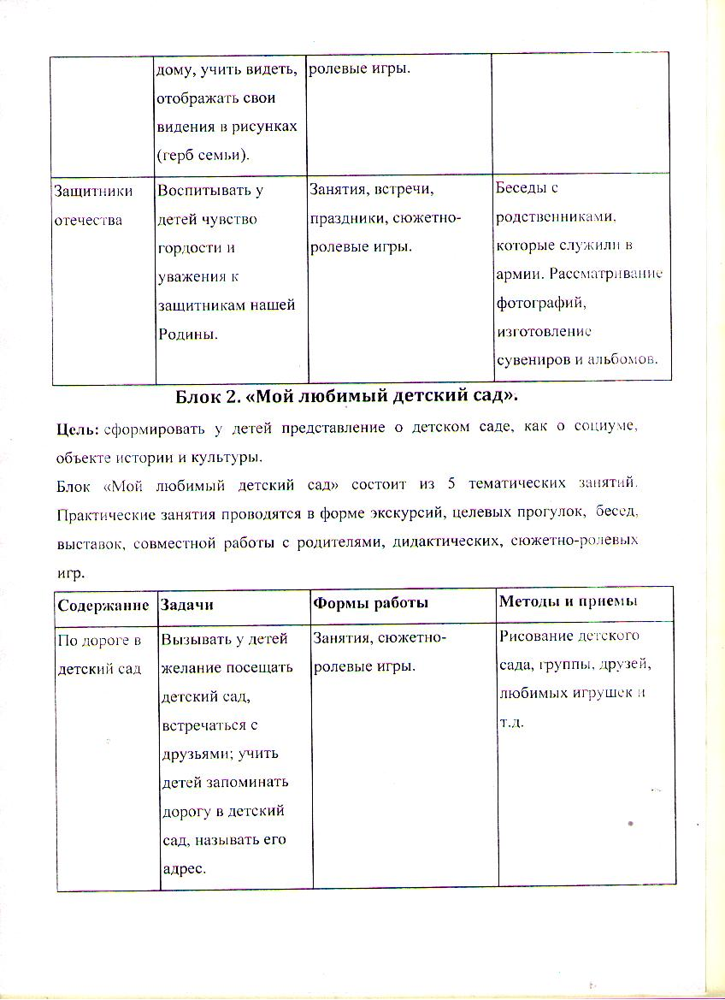 дому, учить видеть,
отображать свои
видения в рисунках
(герб семьи).
ролевые игры.
Защитники
отечества
Воспитывать у
детей чувство
гордости и
уважения к
защитникам нашей
Родины.
Занятия, встречи,
праздники, сюжетно-
ролевые игры.
Беседы с
родственниками,
которые служили в
армии. Рассматривание
фотографий,
изготовление
сувениров и альбомов.
Блок 2. «Мой любимый детский сад».
Цель: сформировать у детей представление о детском саде, как о социуме,
объекте истории и культуры.
Блок «Мой любимый детский сад» состоит из 5 тематических занятий.
Практические занятия проводятся в форме экскурсий, целевых прогулок, бесед,
выставок, совместной работы с родителями, дидактических, сюжетно-ролевых
игр.
Содержание
Задачи
Формы работы
Методы и приемы
По дороге в
детский сад
Вызывать у детей
желание посещать
детский сад,
встречаться с
друзьями; учить
детей запоминать
дорогу в детский
сад, называть его
адрес.
Занятия, сюжетно-
ролевые игры.
Рисование детского
сада, группы, друзей,
любимых игрушек и
т.д.